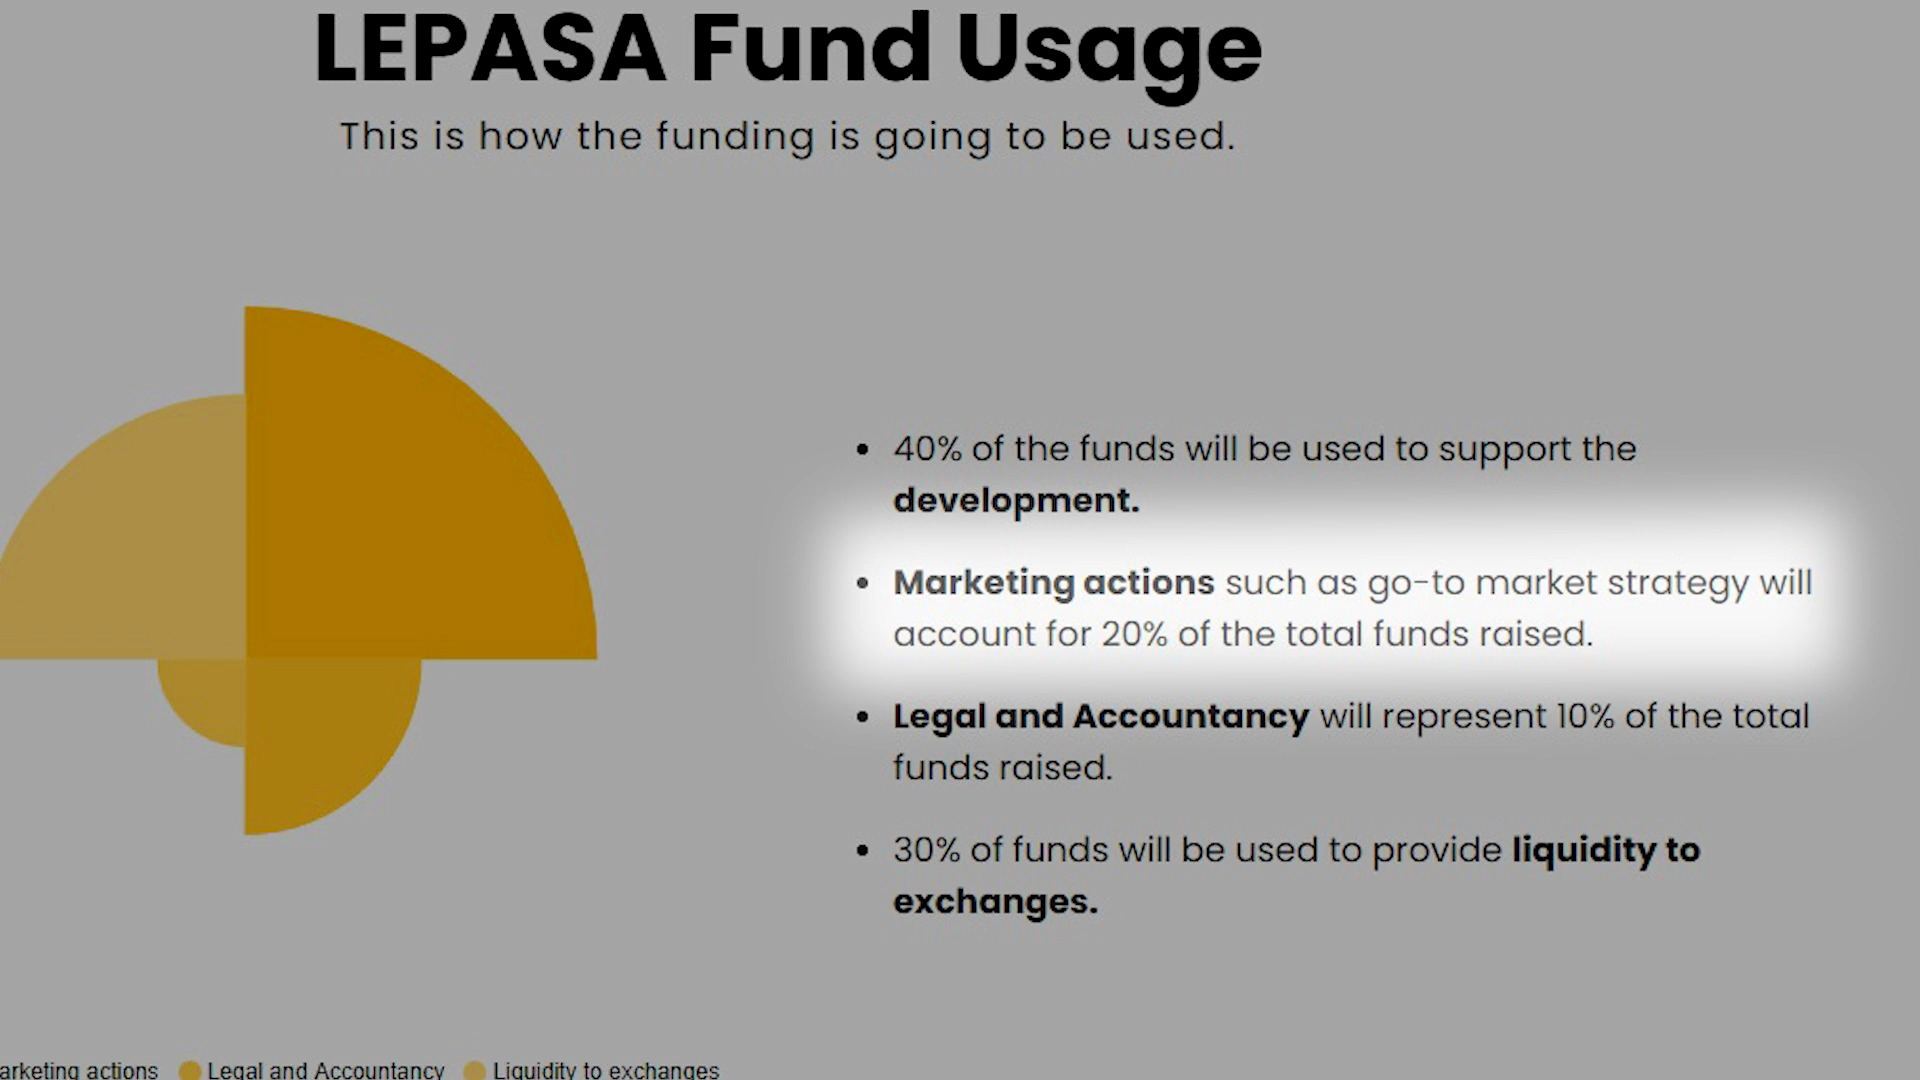 LEPASA Fund Usage
This is how the funding is going to be used.
• 40% of the funds will be used to support the
development.
• Marketing actions such as go-to market strategy will
account for 20% of the total funds raised.
• Legal and Accountancy will represent 10% of the total
funds raised.
• 30% of funds will be used to provide liquidity to
exchanges.
arketing actions Legal and Accountancy Liquidity to exchanges